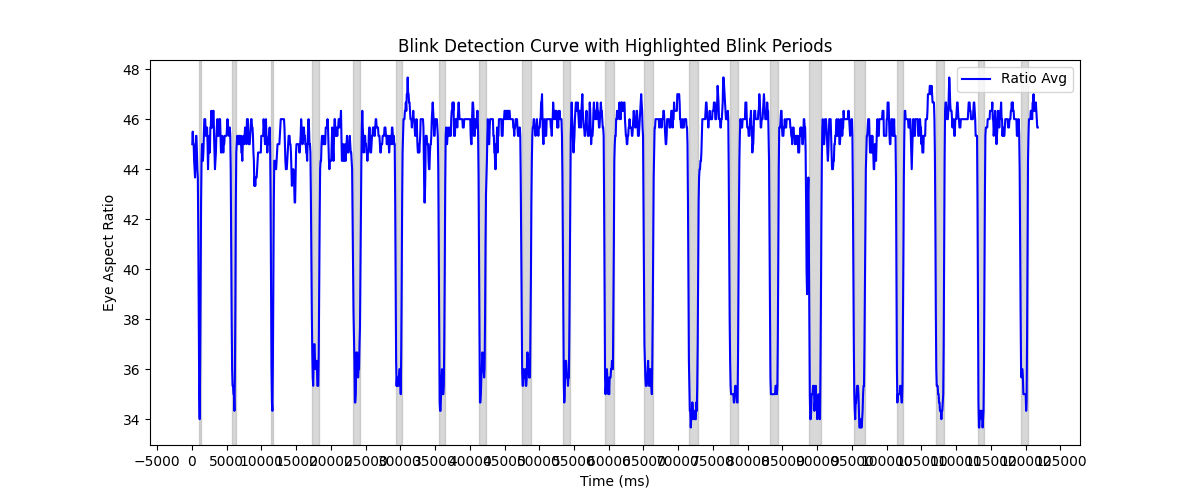 Blink Detection Curve with Highlighted Blink Periods
Ratio Avg
48
46
44
42
40
38
36
34
Eye Aspect Ratio
−5000 0 5000 10000 15000 20000 25000 30000 35000 40000 45000 50000 55000 60000 65000 70000 75000 80000 85000 90000 95000 100000 105000 110000 115000 120000 125000
Time (ms)